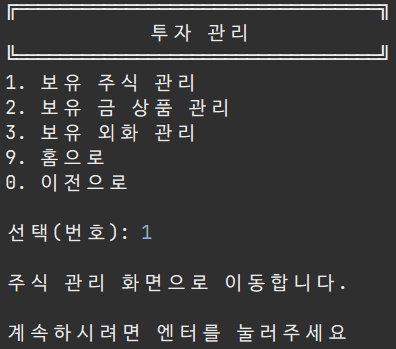 투자 관리
1. 보유 주식 관리
2. 보유 금 상품 관리
3. 보유 외화 관리
9. 홈으로
0. 이전으로
선택(번호): 1
주식 관리 화면으로 이동합니다.
계속하시려면 엔터를 눌러주세요